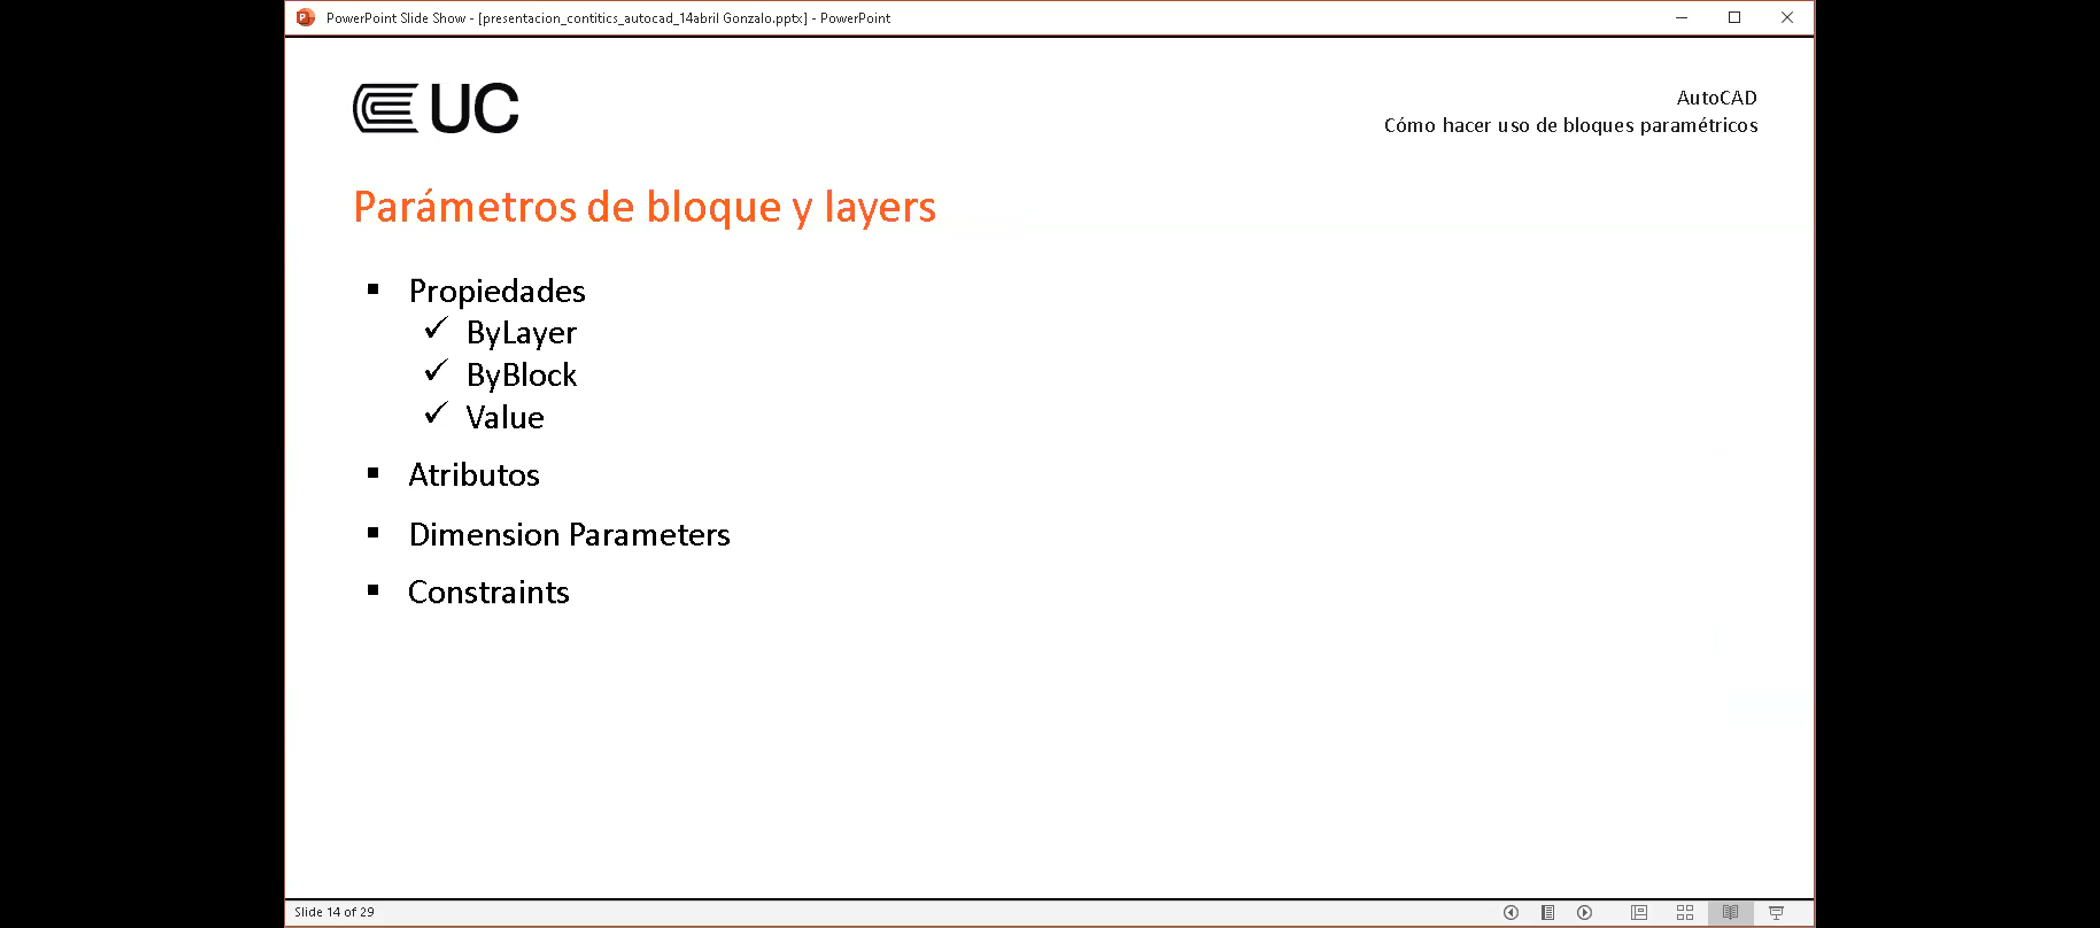 PowerPoint Slide Show - [presentacion_contitics_autocad_14abril Gonzalo.pptx] - PowerPoint
UC
AutoCAD
Cómo hacer uso de bloques paramétricos
Parámetros de bloque y layers
Propiedades
ByLayer
ByBlock
Value
Atributos
Dimension Parameters
Constraints
Slide 14 of 29